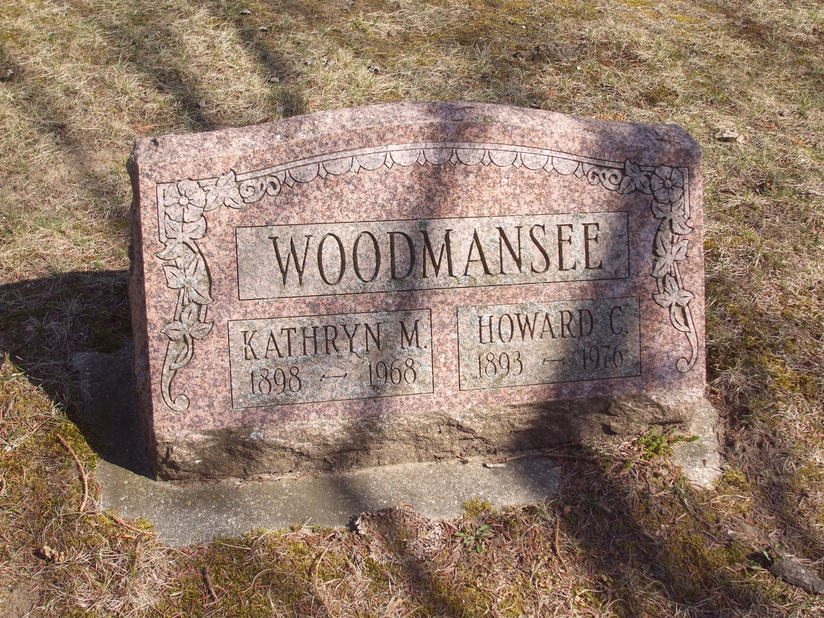 WOODMANSEE
KATHRYN M.
1898 – 1968
HOWARD C.
1893 – 1976